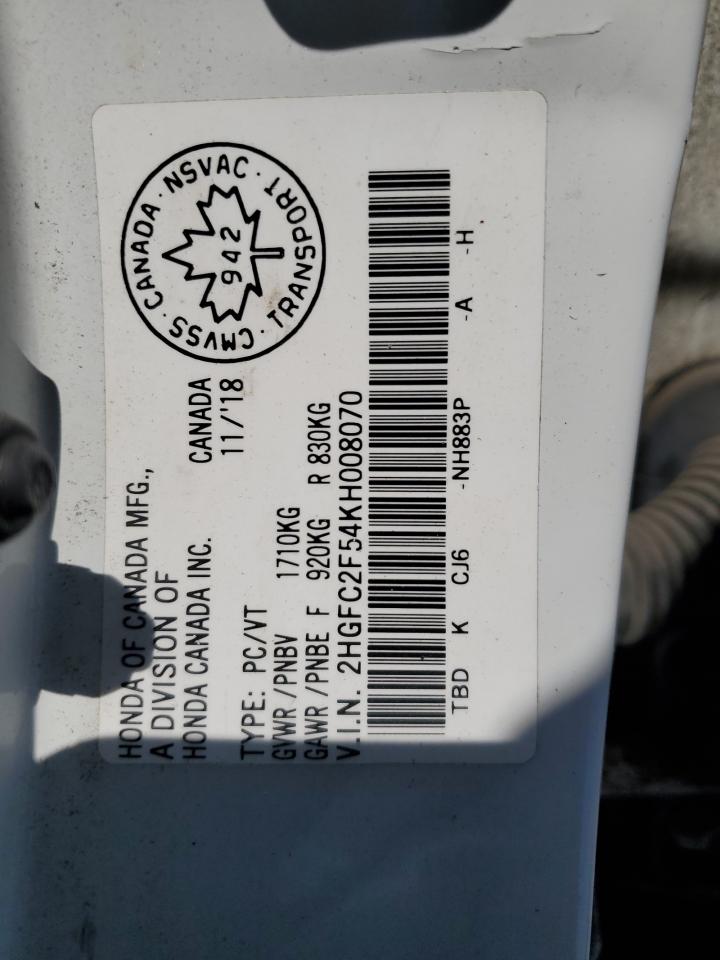 HONDA OF CANADA MFG.,
A DIVISION OF
HONDA CANADA INC.
CANADA
11/'18
CMVSS · CANADA · NSVAC · TRANSPORT ·
942
TYPE: PC/VT
GVWR /PNBV 1710KG
GAWR /PNBE F 920KG R 830KG
V.I.N. 2HGFC2F54KH008070
TBD K CJ6 -NH883P -A -H